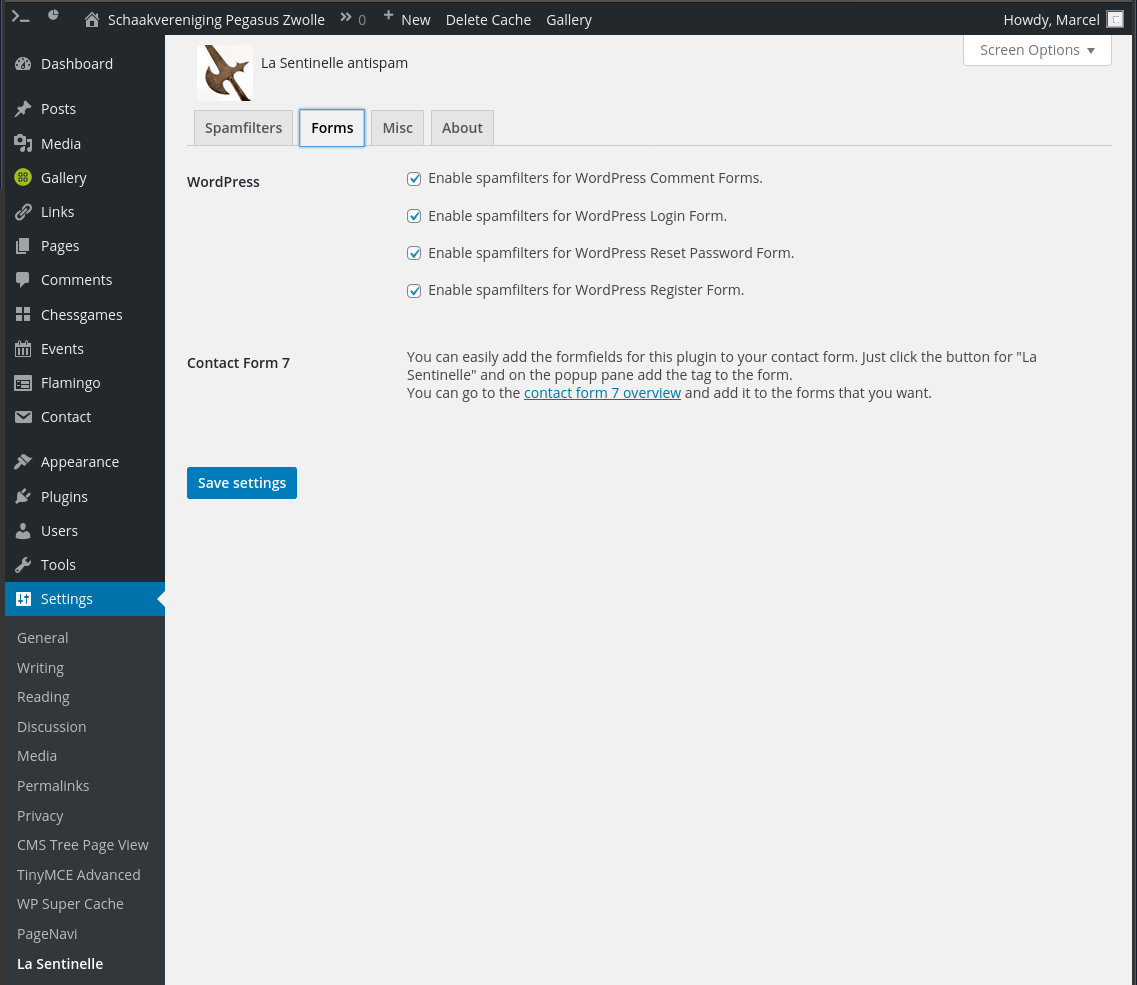 Schaakvereniging Pegasus Zwolle 0 New Delete Cache Gallery Howdy, Marcel
Screen Options
La Sentinelle antispam
Spamfilters Forms Misc About
Dashboard
Posts
Media
Gallery
Links
Pages
Comments
Chessgames
Events
Flamingo
Contact
Appearance
Plugins
Users
Tools
Settings
General
Writing
Reading
Discussion
Media
Permalinks
Privacy
CMS Tree Page View
TinyMCE Advanced
WP Super Cache
PageNavi
La Sentinelle
WordPress
Enable spamfilters for WordPress Comment Forms.
Enable spamfilters for WordPress Login Form.
Enable spamfilters for WordPress Reset Password Form.
Enable spamfilters for WordPress Register Form.
Contact Form 7
You can easily add the formfields for this plugin to your contact form. Just click the button for "La
Sentinelle" and on the popup pane add the tag to the form.
You can go to the contact form 7 overview and add it to the forms that you want.
Save settings